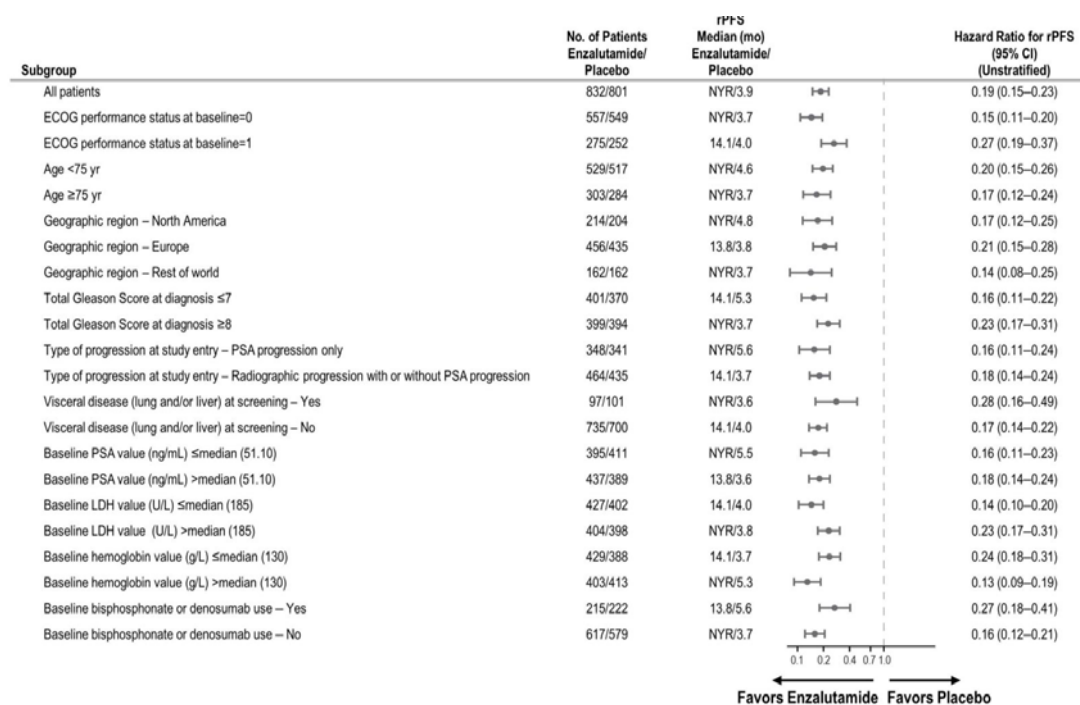 rPFS
No. of Patients Median (mo) Hazard Ratio for rPFS
Enzalutamide/ Enzalutamide/ (95% CI)
Subgroup Placebo Placebo (Unstratified)
All patients 832/801 NYR/3.9 0.19 (0.15–0.23)
ECOG performance status at baseline=0 557/549 NYR/3.7 0.15 (0.11–0.20)
ECOG performance status at baseline=1 275/252 14.1/4.0 0.27 (0.19–0.37)
Age <75 yr 529/517 NYR/4.6 0.20 (0.15–0.26)
Age ≥75 yr 303/284 NYR/3.7 0.17 (0.12–0.24)
Geographic region – North America 214/204 NYR/4.8 0.17 (0.12–0.25)
Geographic region – Europe 456/435 13.8/3.8 0.21 (0.15–0.28)
Geographic region – Rest of world 162/162 NYR/3.7 0.14 (0.08–0.25)
Total Gleason Score at diagnosis ≤7 401/370 14.1/5.3 0.16 (0.11–0.22)
Total Gleason Score at diagnosis ≥8 399/394 NYR/3.7 0.23 (0.17–0.31)
Type of progression at study entry – PSA progression only 348/341 NYR/5.6 0.16 (0.11–0.24)
Type of progression at study entry – Radiographic progression with or without PSA progression 464/435 14.1/3.7 0.18 (0.14–0.24)
Visceral disease (lung and/or liver) at screening – Yes 97/101 NYR/3.6 0.28 (0.16–0.49)
Visceral disease (lung and/or liver) at screening – No 735/700 14.1/4.0 0.17 (0.14–0.22)
Baseline PSA value (ng/mL) ≤median (51.10) 395/411 NYR/5.5 0.16 (0.11–0.23)
Baseline PSA value (ng/mL) >median (51.10) 437/389 13.8/3.6 0.18 (0.14–0.24)
Baseline LDH value (U/L) ≤median (185) 427/402 14.1/4.0 0.14 (0.10–0.20)
Baseline LDH value (U/L) >median (185) 404/398 NYR/3.8 0.23 (0.17–0.31)
Baseline hemoglobin value (g/L) ≤median (130) 429/388 14.1/3.7 0.24 (0.18–0.31)
Baseline hemoglobin value (g/L) >median (130) 403/413 NYR/5.3 0.13 (0.09–0.19)
Baseline bisphosphonate or denosumab use – Yes 215/222 13.8/5.6 0.27 (0.18–0.41)
Baseline bisphosphonate or denosumab use – No 617/579 NYR/3.7 0.16 (0.12–0.21)
0.1 0.2 0.4 0.7 1.0
Favors Enzalutamide Favors Placebo